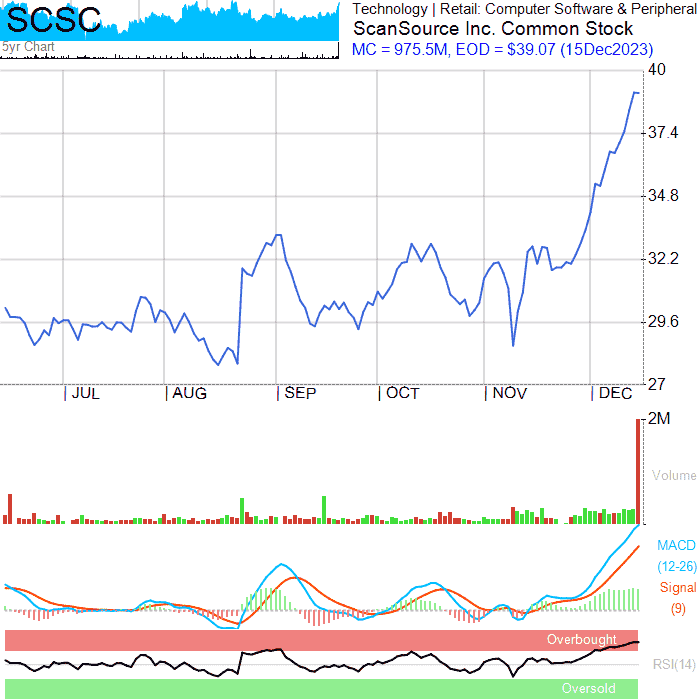 SCSC
5yr Chart
Technology | Retail: Computer Software & Peripheral
ScanSource Inc. Common Stock
MC = 975.5M, EOD = $39.07 (15Dec2023)
40
37.4
34.8
32.2
29.6
27
| JUL | AUG | SEP | OCT | NOV | DEC
2M
Volume
MACD
(12-26)
Signal
(9)
Overbought
RSI(14)
Oversold